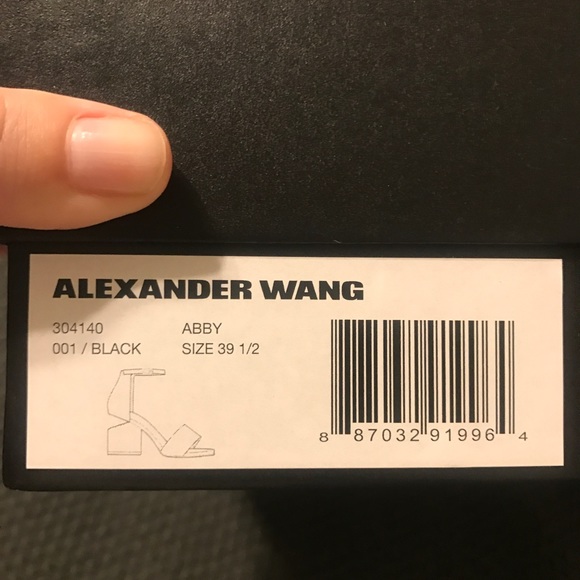 ALEXANDER WANG
304140 ABBY
001 / BLACK SIZE 39 1/2
8 87032 91996 4